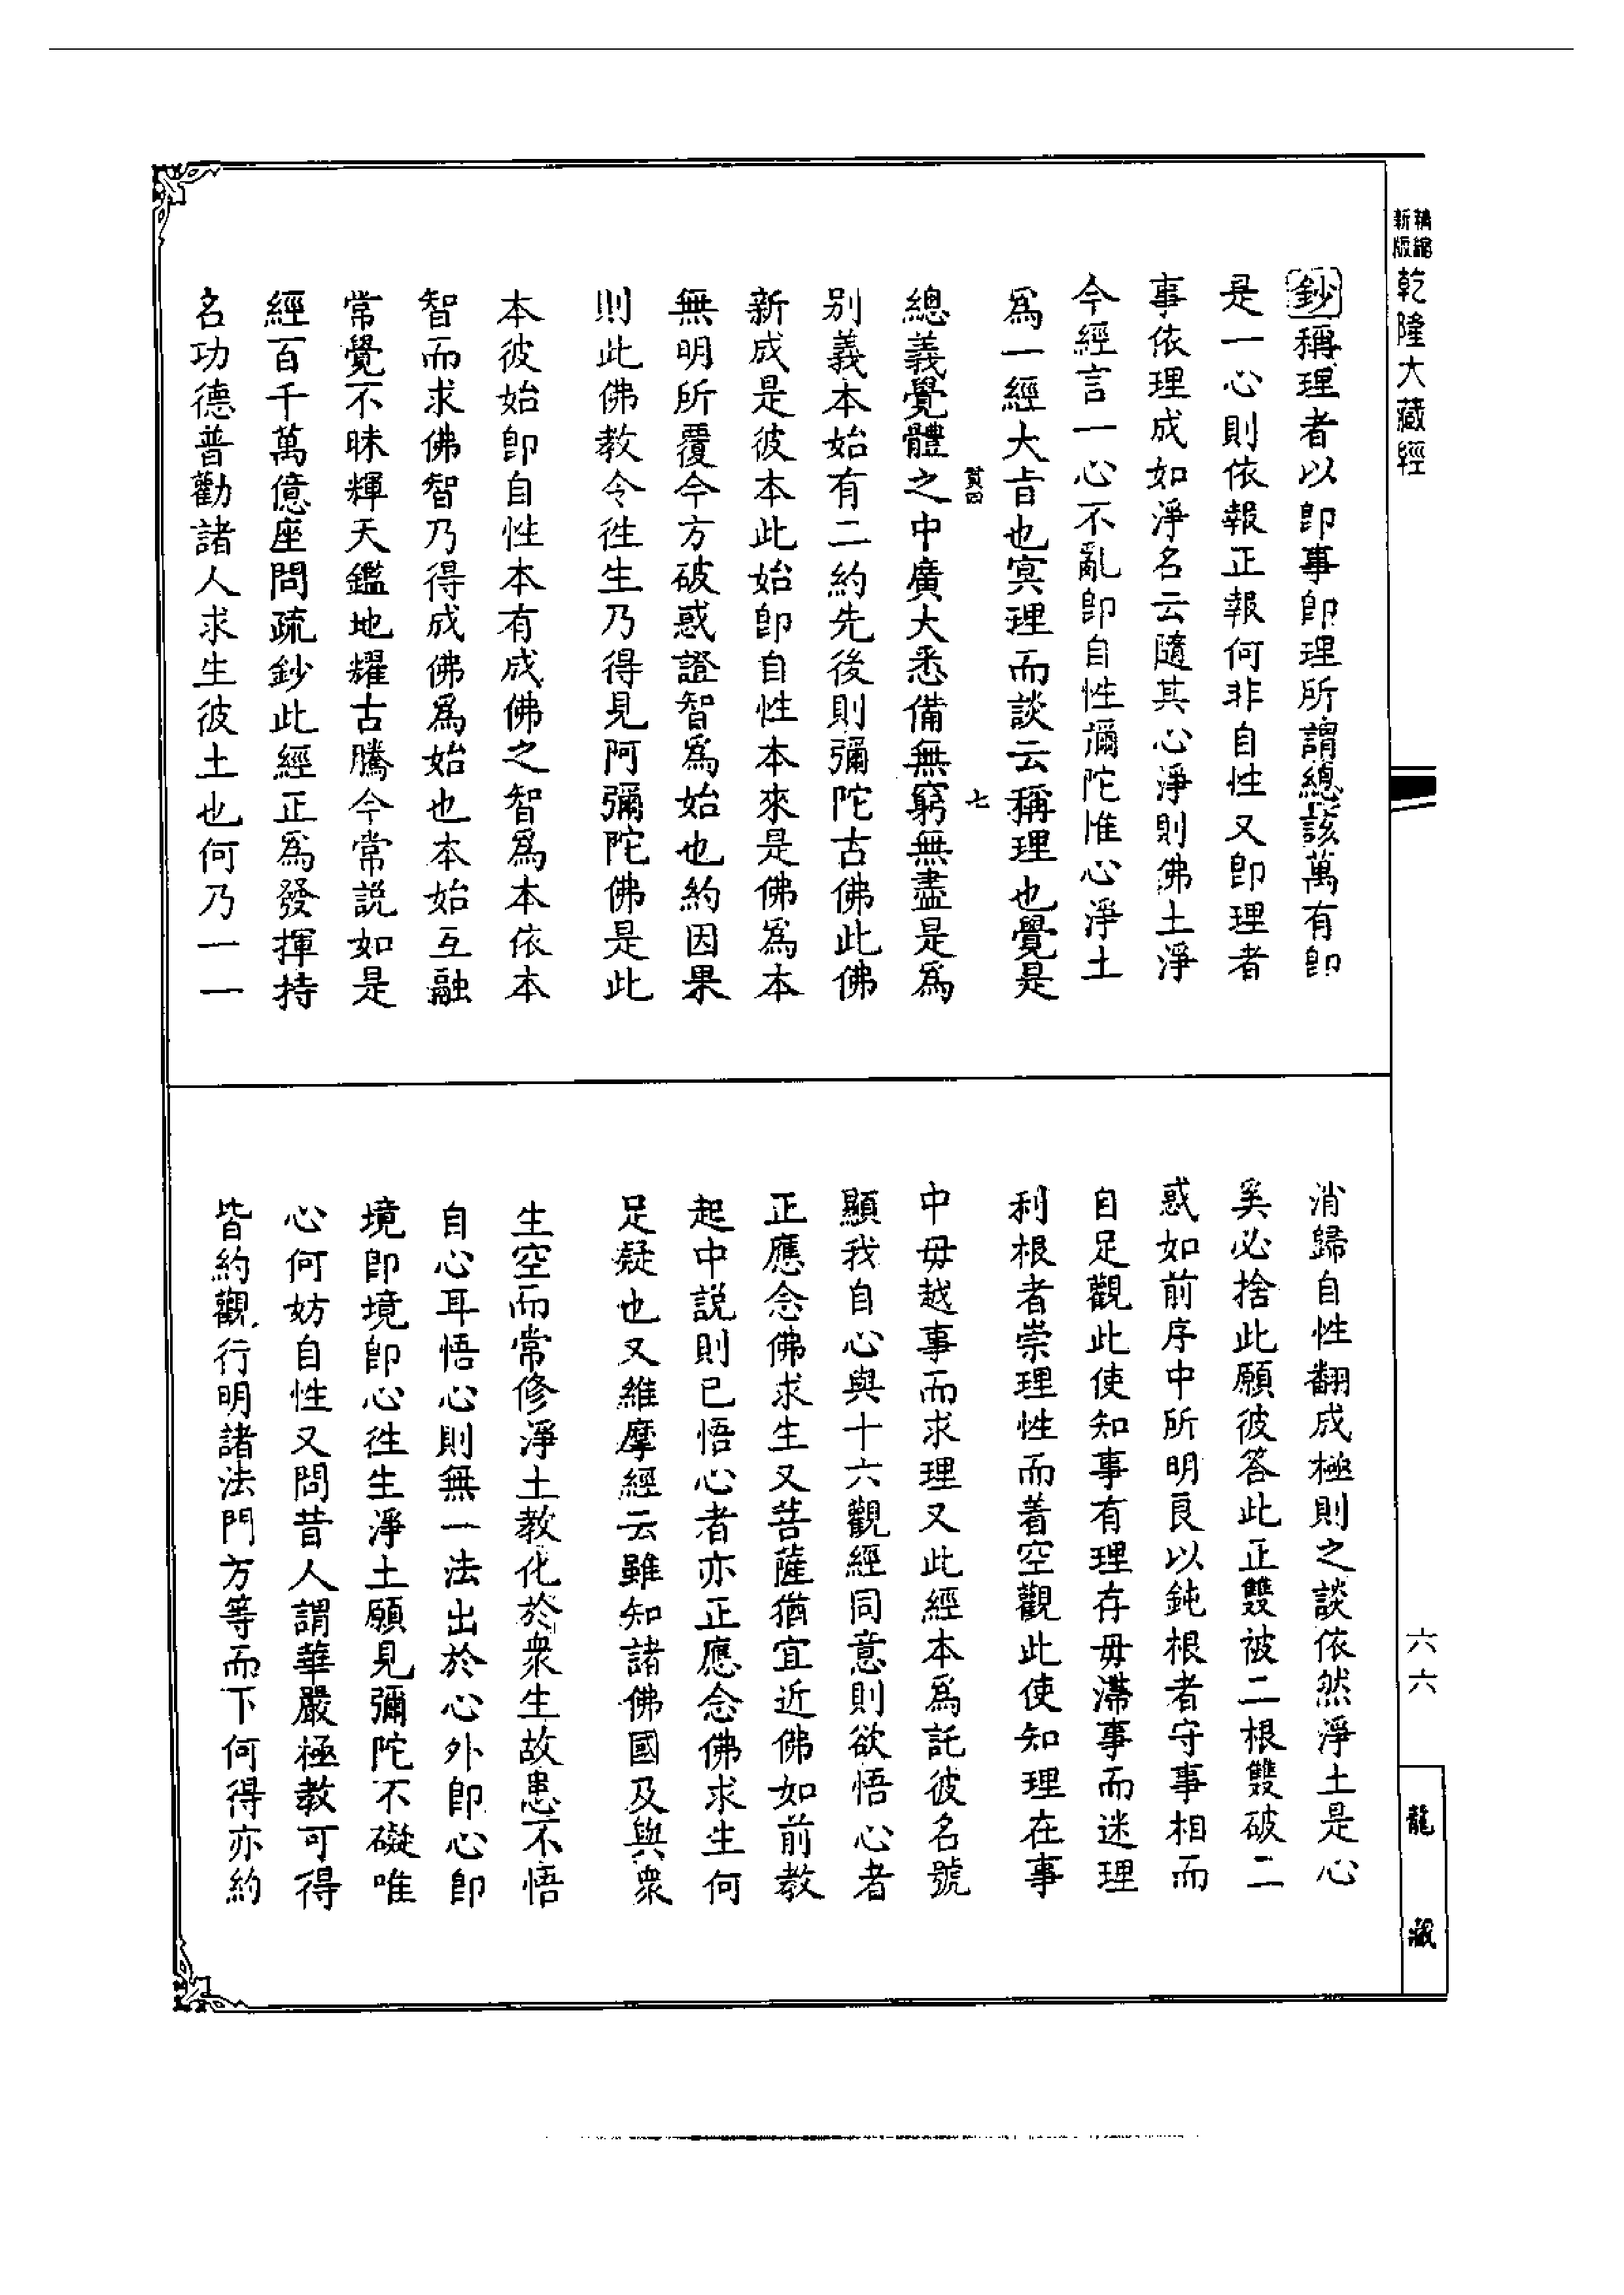 新版精縮
乾隆大藏經
鈔稱理者以卽事卽理所謂總該萬有卽
是一心則依報正報何非自性又卽理者
事依理成如淨名云隨其心淨則佛土淨
今經言一心不亂卽自性彌陀惟心淨土
爲一經大旨也冥理而談云稱理也覺是
贊四 七
總義覺體之中廣大悉備無窮無盡是爲
別義本始有二約先後則彌陀古佛此佛
新成是彼本此始卽自性本來是佛爲本
無明所覆今方破惑證智爲始也約因果
則此佛教令徃生乃得見阿彌陀佛是此
本彼始卽自性本有成佛之智爲本依本
智而求佛智乃得成佛爲始也本始互融
常覺不昧輝天鑑地耀古騰今常說如是
經百千萬億座問疏鈔此經正爲發揮持
名功德普勸諸人求生彼土也何乃一一
消歸自性翻成極則之談依然淨土是心
奚必捨此願彼答此正雙被二根雙破二
惑如前序中所明良以鈍根者守事相而
自足觀此使知事有理存毋滯事而迷理
利根者崇理性而着空觀此使知理在事
中毋越事而求理又此經本爲託彼名號
顯我自心與十六觀經同意則欲悟心者
正應念佛求生又菩薩猶宜近佛如前教
起中說則已悟心者亦正應念佛求生何
足疑也又維摩經云雖知諸佛國及與衆
生空而常修淨土教化於衆生故患不悟
自心耳悟心則無一法出於心外卽心卽
境卽境卽心徃生淨土願見彌陀不礙唯
心何妨自性又問昔人謂華嚴極教可得
皆約觀行明諸法門方等而下何得亦約
六六
龍藏